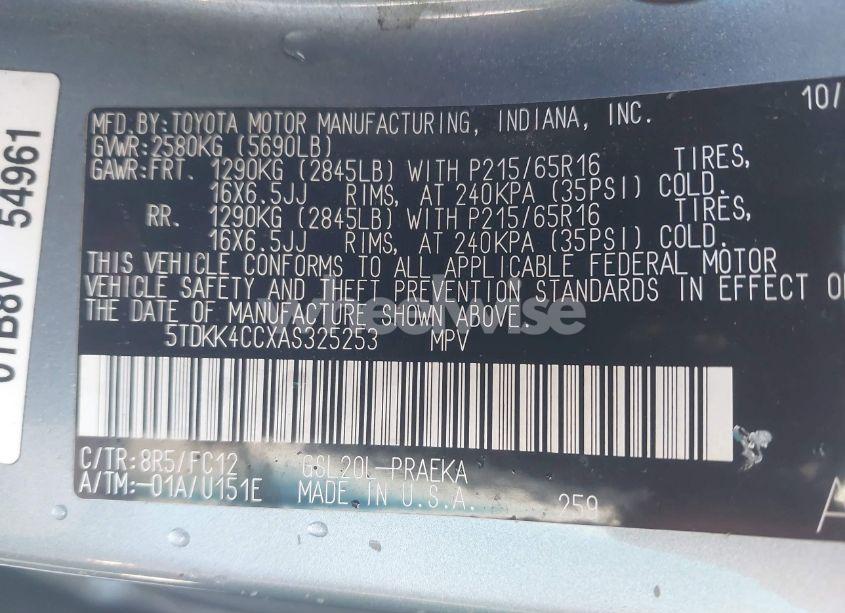 MFD.BY:TOYOTA MOTOR MANUFACTURING, INDIANA, INC. 10/
GVWR:2580KG (5690LB)
GAWR:FRT. 1290KG (2845LB) WITH P215/65R16 TIRES,
16X6.5JJ RIMS, AT 240KPA (35PSI) COLD.
RR. 1290KG (2845LB) WITH P215/65R16 TIRES,
16X6.5JJ RIMS, AT 240KPA (35PSI) COLD.
THIS VEHICLE CONFORMS TO ALL APPLICABLE FEDERAL MOTOR
VEHICLE SAFETY AND THEFT PREVENTION STANDARDS IN EFFECT
THE DATE OF MANUFACTURE SHOWN ABOVE.
wheelwise
5TDKK4CCXAS325253 MPV
C/TR:8R5/FC12 GSL20L-PRAEKA
A/TM:-01A/U151E MADE IN U.S.A. 259
A
54961